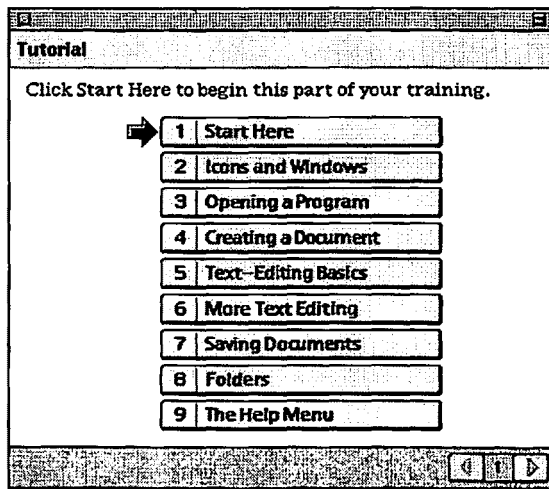 Tutorial
Click Start Here to begin this part of your training.
1 Start Here
2 Icons and Windows
3 Opening a Program
4 Creating a Document
5 Text-Editing Basics
6 More Text Editing
7 Saving Documents
8 Folders
9 The Help Menu